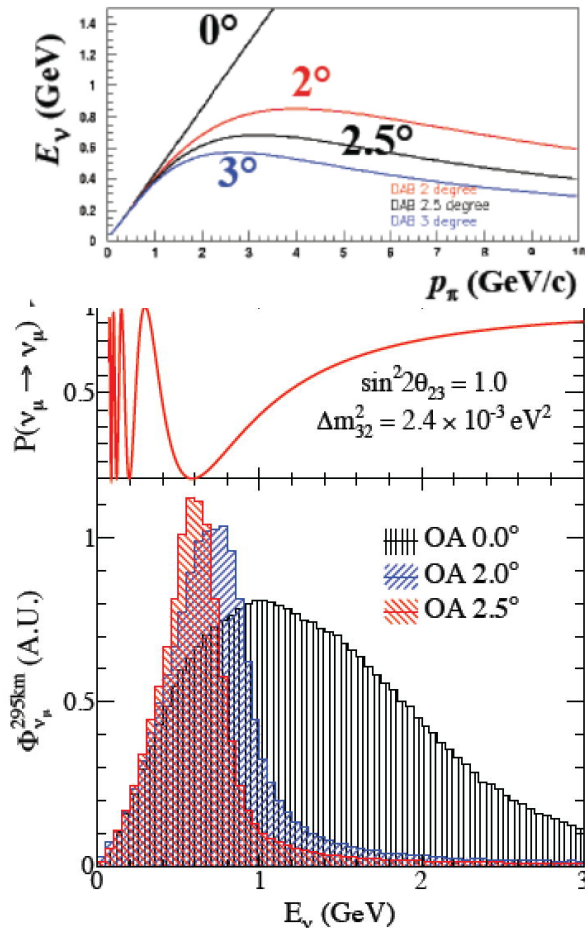 1.4
1.2
1
0.8
0.6
0.4
0.2
0
E_ν (GeV)
0°
2°
2.5°
3°
DAB 2 degree
DAB 2.5 degree
DAB 3 degree
0 1 2 3 4 5 6 7 8 9 10
p_π (GeV/c)
1
0.5
P(ν_μ → ν_μ)
sin²2θ₂₃ = 1.0
Δm²₃₂ = 2.4 × 10⁻³ eV²
1
0.5
0
Φ^295km_ν_μ (A.U.)
OA 0.0°
OA 2.0°
OA 2.5°
0 1 2 3
E_ν (GeV)